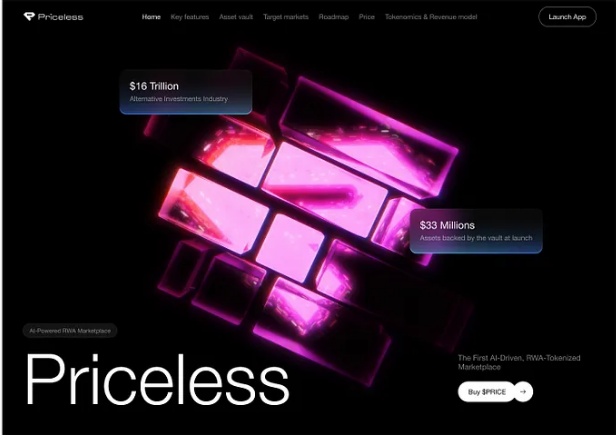 Priceless
Home Key features Asset vault Target markets Roadmap Price Tokenomics & Revenue model
Launch App
$16 Trillion
Alternative Investments Industry
$33 Millions
Assets backed by the vault at launch
AI-Powered RWA Marketplace
Priceless
The First AI-Driven, RWA-Tokenized
Marketplace
Buy $PRICE →